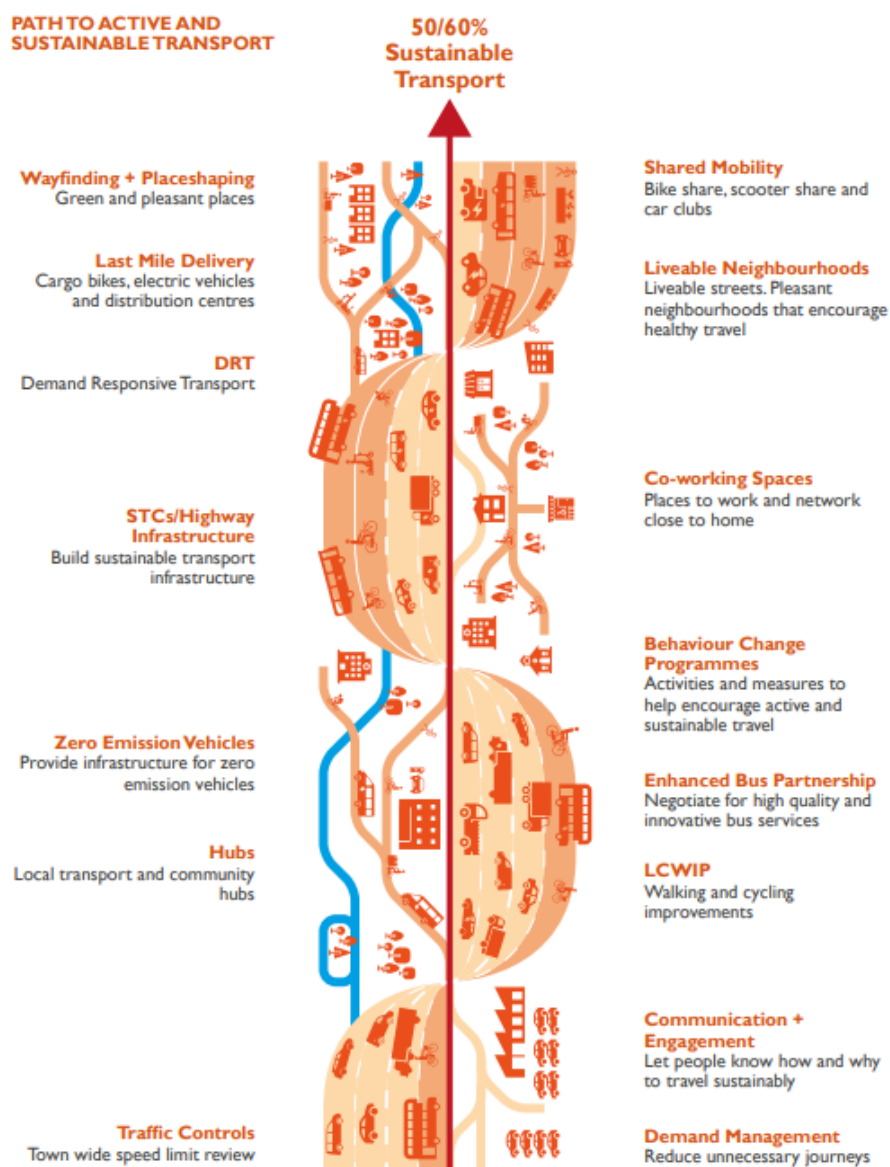 PATH TO ACTIVE AND
SUSTAINABLE TRANSPORT
50/60%
Sustainable
Transport
Wayfinding + Placeshaping
Green and pleasant places
Last Mile Delivery
Cargo bikes, electric vehicles
and distribution centres
DRT
Demand Responsive Transport
STCs/Highway
Infrastructure
Build sustainable transport
infrastructure
Zero Emission Vehicles
Provide infrastructure for zero
emission vehicles
Hubs
Local transport and community
hubs
Traffic Controls
Town wide speed limit review
Shared Mobility
Bike share, scooter share and
car clubs
Liveable Neighbourhoods
Liveable streets. Pleasant
neighbourhoods that encourage
healthy travel
Co-working Spaces
Places to work and network
close to home
Behaviour Change
Programmes
Activities and measures to
help encourage active and
sustainable travel
Enhanced Bus Partnership
Negotiate for high quality and
innovative bus services
LCWIP
Walking and cycling
improvements
Communication +
Engagement
Let people know how and why
to travel sustainably
Demand Management
Reduce unnecessary journeys